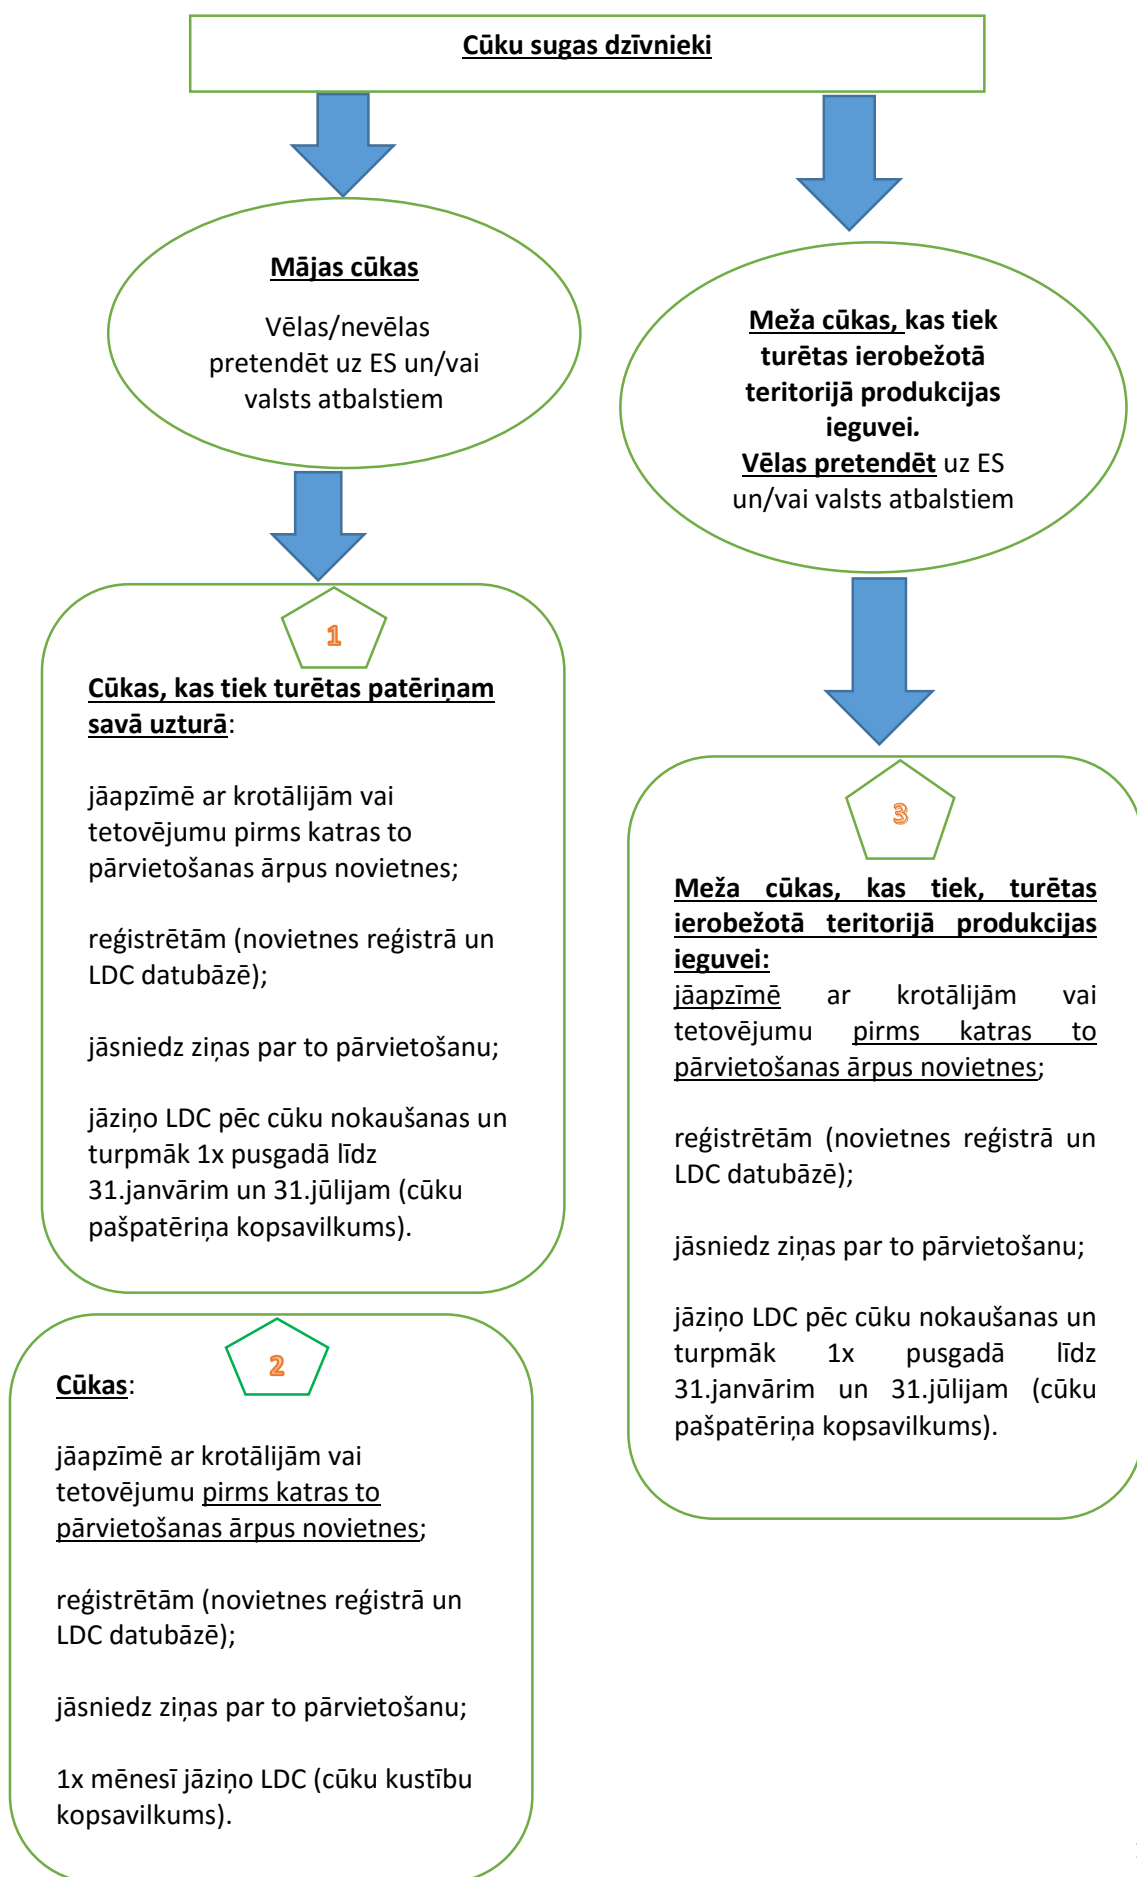 Cūku sugas dzīvnieki
Mājas cūkas
Vēlas/nevēlas
pretendēt uz ES un/vai
valsts atbalstiem
Meža cūkas, kas tiek
turētas ierobežotā
teritorijā produkcijas
ieguvei.
Vēlas pretendēt uz ES
un/vai valsts atbalstiem
1
Cūkas, kas tiek turētas patēriņam
savā uzturā:
jāapzīmē ar krotālijām vai
tetovējumu pirms katras to
pārvietošanas ārpus novietnes;
reģistrētām (novietnes reģistrā un
LDC datubāzē);
jāsniedz ziņas par to pārvietošanu;
jāziņo LDC pēc cūku nokaušanas un
turpmāk 1x pusgadā līdz
31.janvārim un 31.jūlijam (cūku
pašpatēriņa kopsavilkums).
2
Cūkas:
jāapzīmē ar krotālijām vai
tetovējumu pirms katras to
pārvietošanas ārpus novietnes;
reģistrētām (novietnes reģistrā un
LDC datubāzē);
jāsniedz ziņas par to pārvietošanu;
1x mēnesī jāziņo LDC (cūku kustību
kopsavilkums).
3
Meža cūkas, kas tiek, turētas
ierobežotā teritorijā produkcijas
ieguvei:
jāapzīmē ar krotālijām vai
tetovējumu pirms katras to
pārvietošanas ārpus novietnes;
reģistrētām (novietnes reģistrā un
LDC datubāzē);
jāsniedz ziņas par to pārvietošanu;
jāziņo LDC pēc cūku nokaušanas un
turpmāk 1x pusgadā līdz
31.janvārim un 31.jūlijam (cūku
pašpatēriņa kopsavilkums).